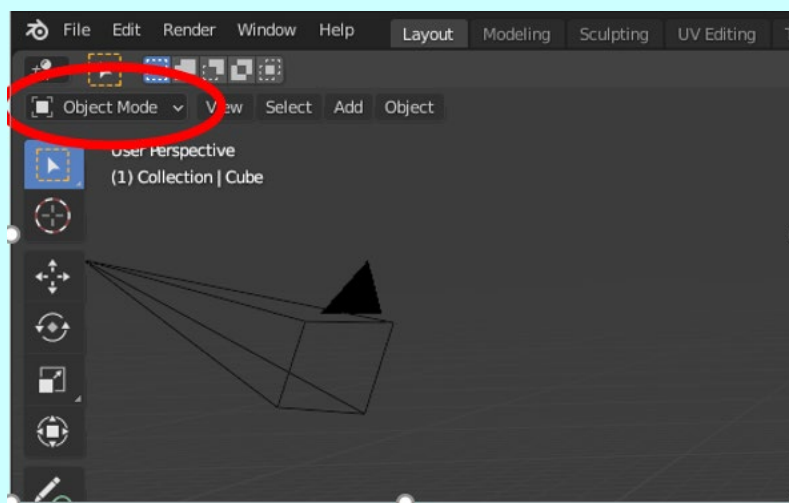 File Edit Render Window Help Layout Modeling Sculpting UV Editing
Object Mode View Select Add Object
User Perspective
(1) Collection | Cube